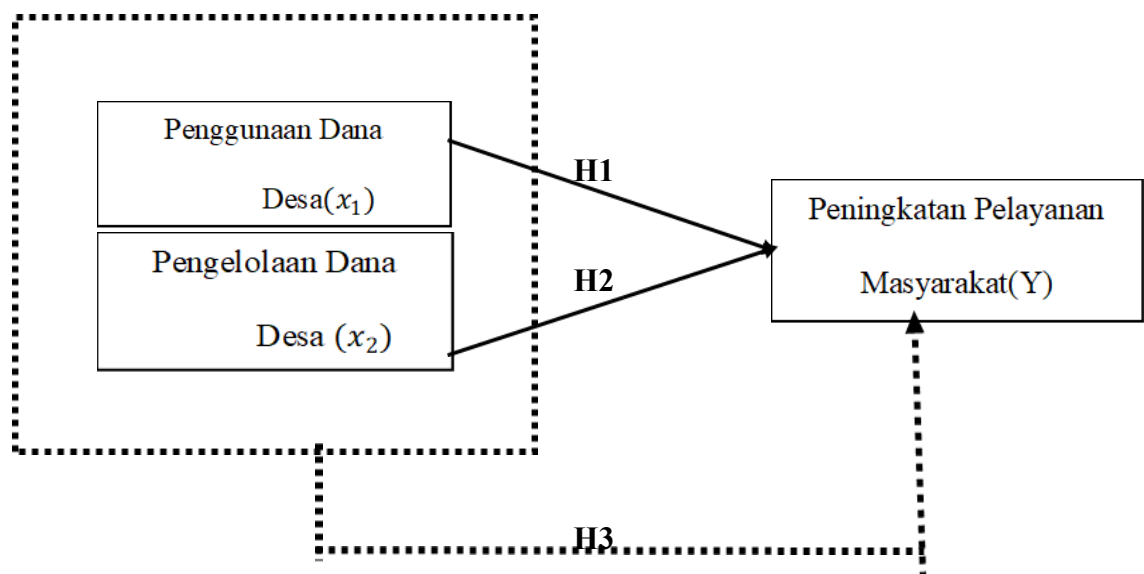 Penggunaan Dana
Desa(x₁)
Pengelolaan Dana
Desa (x₂)
H1
H2
Peningkatan Pelayanan
Masyarakat(Y)
H3